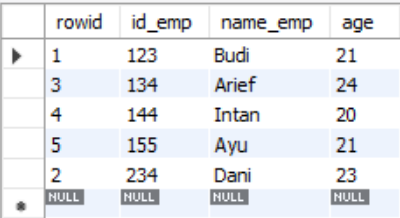 rowid id_emp name_emp age
1 123 Budi 21
3 134 Arief 24
4 144 Intan 20
5 155 Ayu 21
2 234 Dani 23
NULL NULL NULL NULL